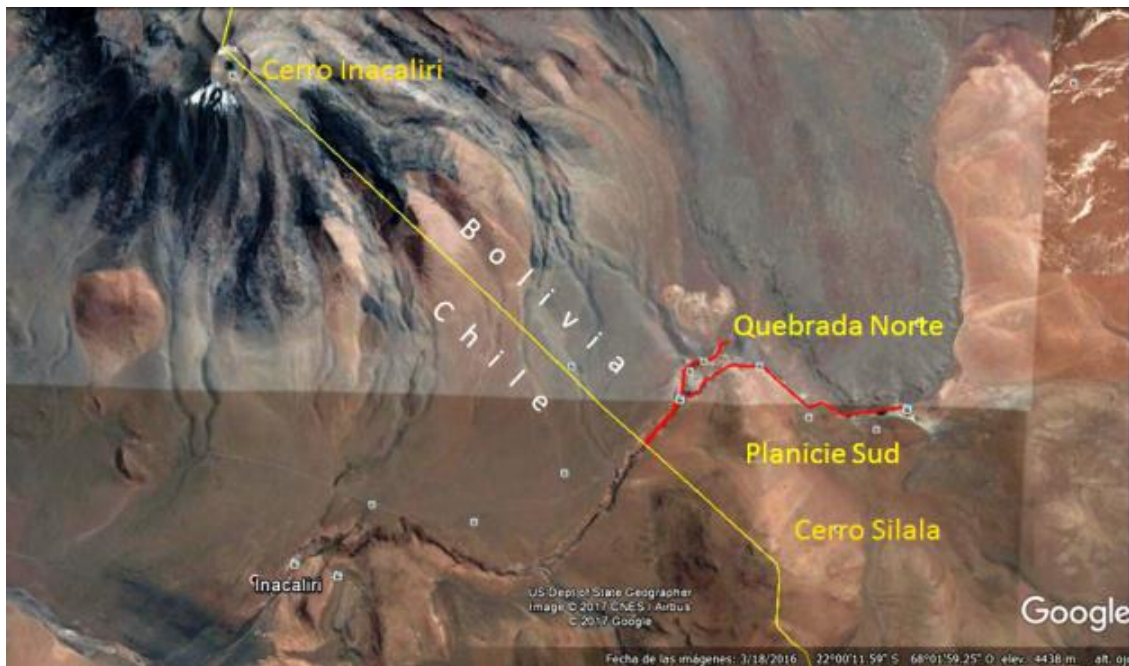 Cerro Inacaliri
Bolivia
Chile
Quebrada Norte
Planicie Sud
Cerro Silala
Inacaliri
US Dept of State Geographer
Image © 2017 CNES / Airbus
© 2017 Google
Google
Fecha de las imágenes: 3/18/2016 22°00'11.59" S 68°01'59.25" O elev. 4438 m alt. ojo